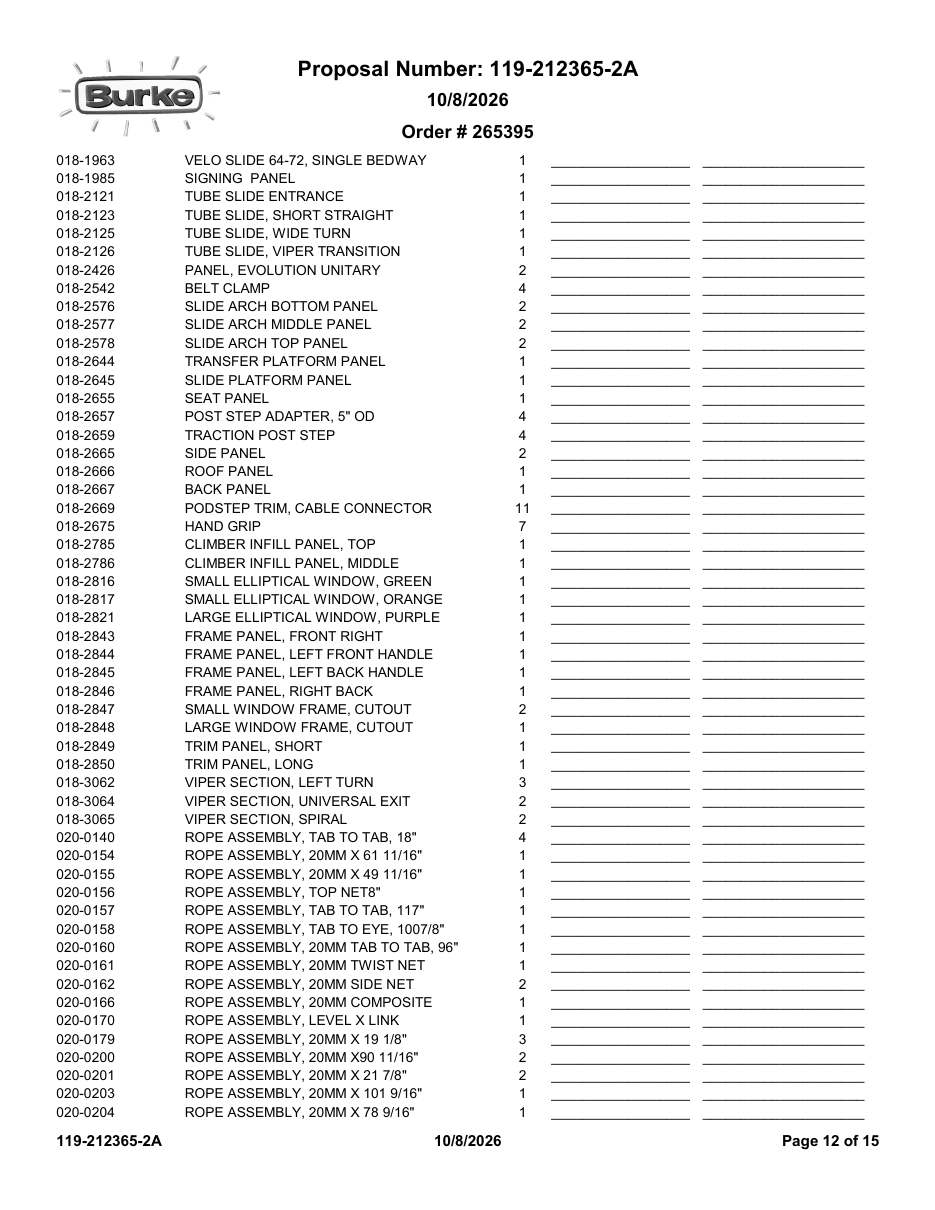 Burke
Proposal Number: 119-212365-2A
10/8/2026
Order # 265395
018-1963 VELO SLIDE 64-72, SINGLE BEDWAY 1
018-1985 SIGNING  PANEL 1
018-2121 TUBE SLIDE ENTRANCE 1
018-2123 TUBE SLIDE, SHORT STRAIGHT 1
018-2125 TUBE SLIDE, WIDE TURN 1
018-2126 TUBE SLIDE, VIPER TRANSITION 1
018-2426 PANEL, EVOLUTION UNITARY 2
018-2542 BELT CLAMP 4
018-2576 SLIDE ARCH BOTTOM PANEL 2
018-2577 SLIDE ARCH MIDDLE PANEL 2
018-2578 SLIDE ARCH TOP PANEL 2
018-2644 TRANSFER PLATFORM PANEL 1
018-2645 SLIDE PLATFORM PANEL 1
018-2655 SEAT PANEL 1
018-2657 POST STEP ADAPTER, 5" OD 4
018-2659 TRACTION POST STEP 4
018-2665 SIDE PANEL 2
018-2666 ROOF PANEL 1
018-2667 BACK PANEL 1
018-2669 PODSTEP TRIM, CABLE CONNECTOR 11
018-2675 HAND GRIP 7
018-2785 CLIMBER INFILL PANEL, TOP 1
018-2786 CLIMBER INFILL PANEL, MIDDLE 1
018-2816 SMALL ELLIPTICAL WINDOW, GREEN 1
018-2817 SMALL ELLIPTICAL WINDOW, ORANGE 1
018-2821 LARGE ELLIPTICAL WINDOW, PURPLE 1
018-2843 FRAME PANEL, FRONT RIGHT 1
018-2844 FRAME PANEL, LEFT FRONT HANDLE 1
018-2845 FRAME PANEL, LEFT BACK HANDLE 1
018-2846 FRAME PANEL, RIGHT BACK 1
018-2847 SMALL WINDOW FRAME, CUTOUT 2
018-2848 LARGE WINDOW FRAME, CUTOUT 1
018-2849 TRIM PANEL, SHORT 1
018-2850 TRIM PANEL, LONG 1
018-3062 VIPER SECTION, LEFT TURN 3
018-3064 VIPER SECTION, UNIVERSAL EXIT 2
018-3065 VIPER SECTION, SPIRAL 2
020-0140 ROPE ASSEMBLY, TAB TO TAB, 18" 4
020-0154 ROPE ASSEMBLY, 20MM X 61 11/16" 1
020-0155 ROPE ASSEMBLY, 20MM X 49 11/16" 1
020-0156 ROPE ASSEMBLY, TOP NET8" 1
020-0157 ROPE ASSEMBLY, TAB TO TAB, 117" 1
020-0158 ROPE ASSEMBLY, TAB TO EYE, 1007/8" 1
020-0160 ROPE ASSEMBLY, 20MM TAB TO TAB, 96" 1
020-0161 ROPE ASSEMBLY, 20MM TWIST NET 1
020-0162 ROPE ASSEMBLY, 20MM SIDE NET 2
020-0166 ROPE ASSEMBLY, 20MM COMPOSITE 1
020-0170 ROPE ASSEMBLY, LEVEL X LINK 1
020-0179 ROPE ASSEMBLY, 20MM X 19 1/8" 3
020-0200 ROPE ASSEMBLY, 20MM X90 11/16" 2
020-0201 ROPE ASSEMBLY, 20MM X 21 7/8" 2
020-0203 ROPE ASSEMBLY, 20MM X 101 9/16" 1
020-0204 ROPE ASSEMBLY, 20MM X 78 9/16" 1
119-212365-2A 10/8/2026 Page 12 of 15